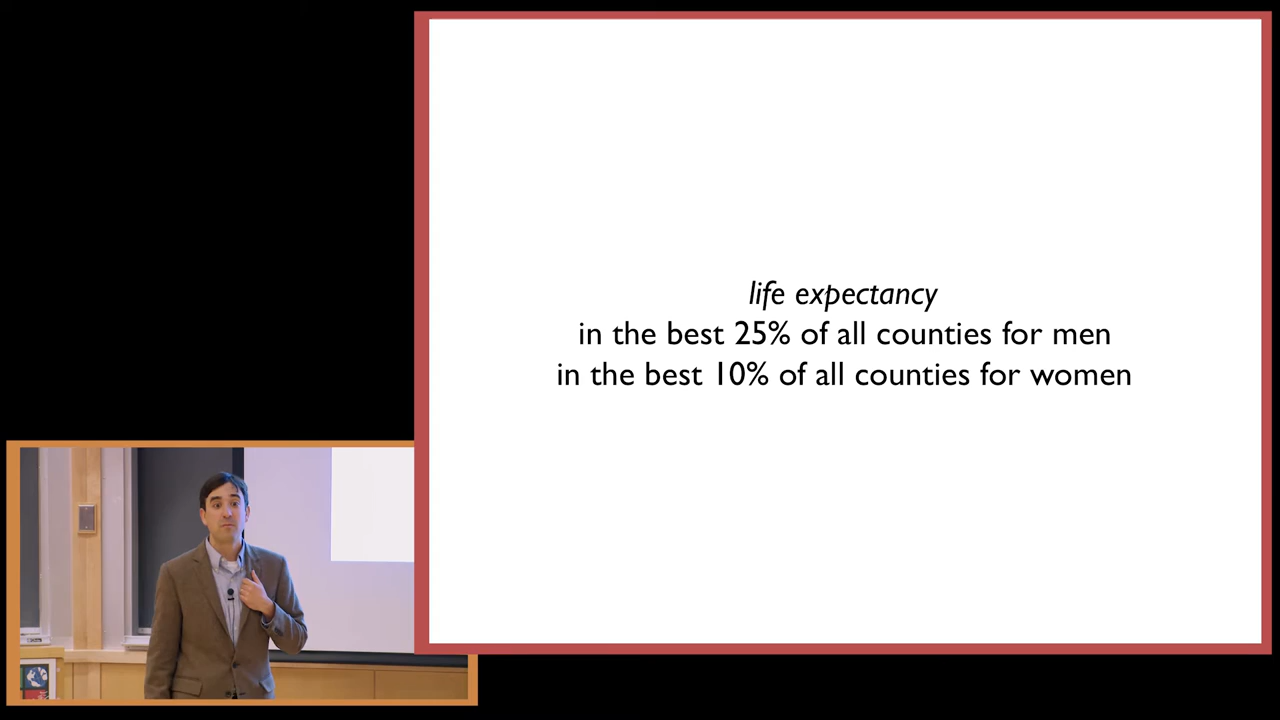 life expectancy
in the best 25% of all counties for men
in the best 10% of all counties for women